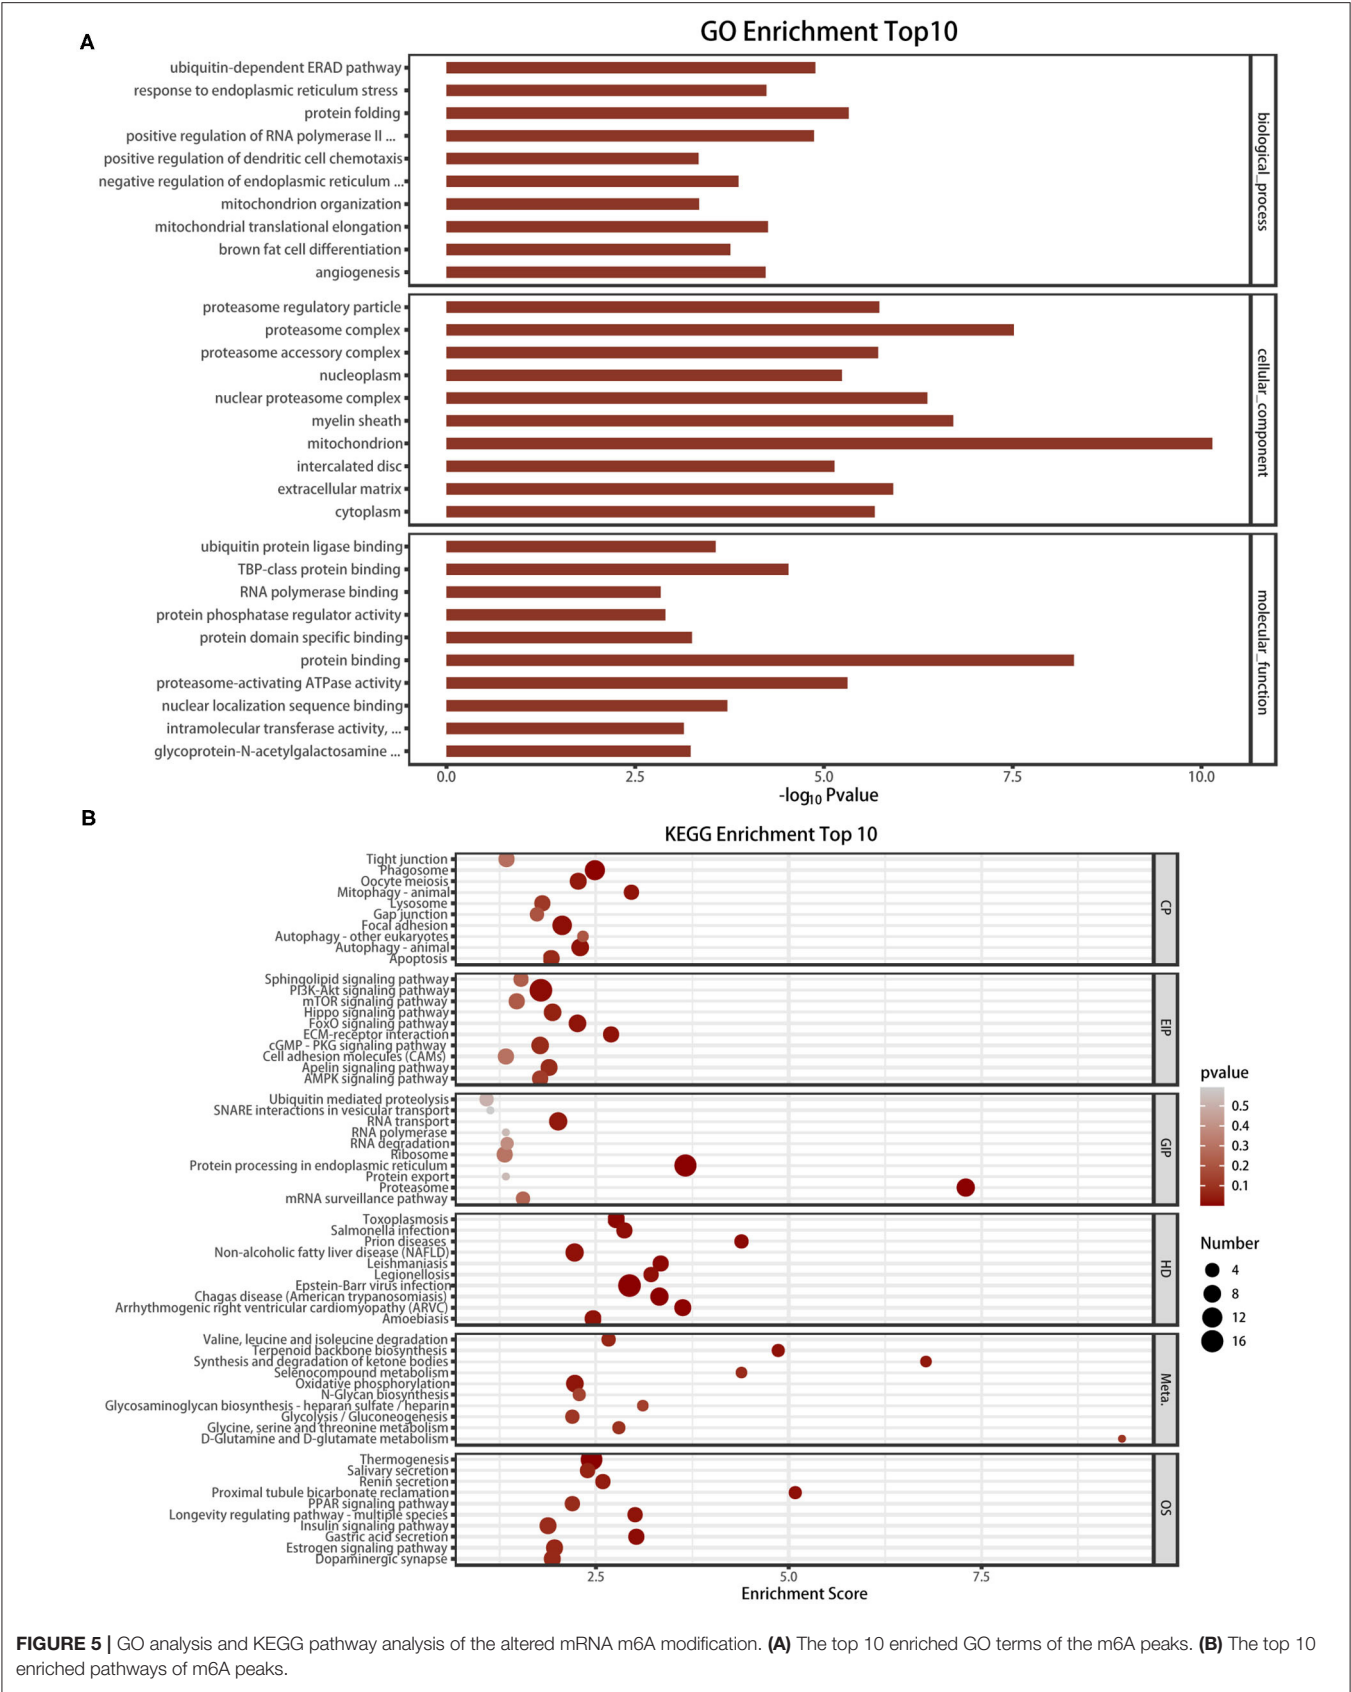 A
GO Enrichment Top10
ubiquitin-dependent ERAD pathway
response to endoplasmic reticulum stress
protein folding
positive regulation of RNA polymerase II ...
positive regulation of dendritic cell chemotaxis
negative regulation of endoplasmic reticulum ...
mitochondrion organization
mitochondrial translational elongation
brown fat cell differentiation
angiogenesis
biological_process
proteasome regulatory particle
proteasome complex
proteasome accessory complex
nucleoplasm
nuclear proteasome complex
myelin sheath
mitochondrion
intercalated disc
extracellular matrix
cytoplasm
cellular_component
ubiquitin protein ligase binding
TBP-class protein binding
RNA polymerase binding
protein phosphatase regulator activity
protein domain specific binding
protein binding
proteasome-activating ATPase activity
nuclear localization sequence binding
intramolecular transferase activity, ...
glycoprotein-N-acetylgalactosamine ...
molecular_function
0.0 2.5 5.0 7.5 10.0
-log10 Pvalue
B
KEGG Enrichment Top 10
Tight junction
Phagosome
Oocyte meiosis
Mitophagy - animal
Lysosome
Gap junction
Focal adhesion
Autophagy - other eukaryotes
Autophagy - animal
Apoptosis
CP
Sphingolipid signaling pathway
PI3K-Akt signaling pathway
mTOR signaling pathway
Hippo signaling pathway
FoxO signaling pathway
ECM-receptor interaction
cGMP - PKG signaling pathway
Cell adhesion molecules (CAMs)
Apelin signaling pathway
AMPK signaling pathway
EIP
Ubiquitin mediated proteolysis
SNARE interactions in vesicular transport
RNA transport
RNA polymerase
RNA degradation
Ribosome
Protein processing in endoplasmic reticulum
Protein export
Proteasome
mRNA surveillance pathway
GIP
Toxoplasmosis
Salmonella infection
Prion diseases
Non-alcoholic fatty liver disease (NAFLD)
Leishmaniasis
Legionellosis
Epstein-Barr virus infection
Chagas disease (American trypanosomiasis)
Arrhythmogenic right ventricular cardiomyopathy (ARVC)
Amoebiasis
HD
Valine, leucine and isoleucine degradation
Terpenoid backbone biosynthesis
Synthesis and degradation of ketone bodies
Selenocompound metabolism
Oxidative phosphorylation
N-Glycan biosynthesis
Glycosaminoglycan biosynthesis - heparan sulfate / heparin
Glycolysis / Gluconeogenesis
Glycine, serine and threonine metabolism
D-Glutamine and D-glutamate metabolism
Meta.
Thermogenesis
Salivary secretion
Renin secretion
Proximal tubule bicarbonate reclamation
PPAR signaling pathway
Longevity regulating pathway - multiple species
Insulin signaling pathway
Gastric acid secretion
Estrogen signaling pathway
Dopaminergic synapse
OS
2.5 5.0 7.5
Enrichment Score
pvalue
0.5
0.4
0.3
0.2
0.1
Number
4
8
12
16
FIGURE 5 | GO analysis and KEGG pathway analysis of the altered mRNA m6A modification. (A) The top 10 enriched GO terms of the m6A peaks. (B) The top 10
enriched pathways of m6A peaks.